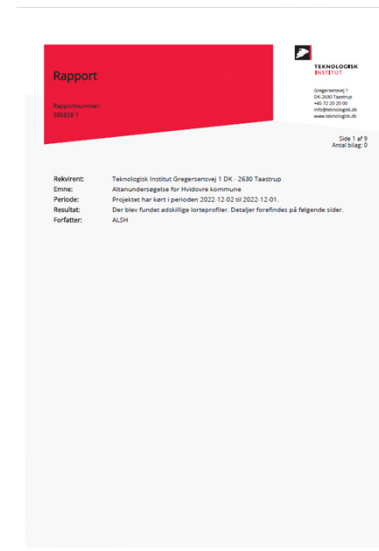 TEKNOLOGISK
INSTITUT
Rapport
Gregersensvej 1
DK-2630 Taastrup
+45 72 20 20 00
info@teknologisk.dk
www.teknologisk.dk
Rapportnummer:
Side 1 af 9
Antal bilag: 0
Rekvirent: Teknologisk Institut Gregersensvej 1 DK - 2630 Taastrup
Emne: Altanundersøgelse for Hvidovre kommune
Periode: Projektet har kørt i perioden 2022-12-02 til 2022-12-01.
Resultat: Der blev fundet adskillige lorteprofiler. Detaljer forefindes på følgende sider.
Forfatter: ALSH